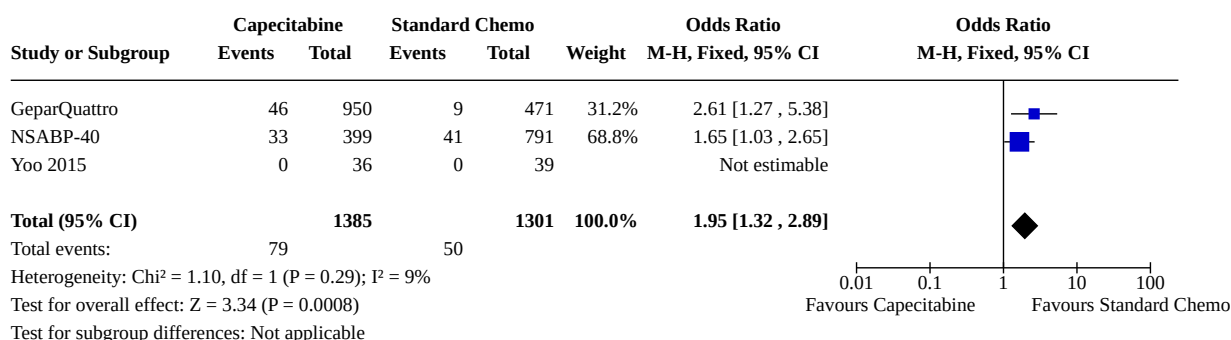 Capecitabine Standard Chemo Odds Ratio Odds Ratio
Study or Subgroup Events Total Events Total Weight M-H, Fixed, 95% CI M-H, Fixed, 95% CI
GeparQuattro 46 950 9 471 31.2% 2.61 [1.27 , 5.38]
NSABP-40 33 399 41 791 68.8% 1.65 [1.03 , 2.65]
Yoo 2015 0 36 0 39 Not estimable
Total (95% CI) 1385 1301 100.0% 1.95 [1.32 , 2.89]
Total events: 79 50
Heterogeneity: Chi² = 1.10, df = 1 (P = 0.29); I² = 9%
Test for overall effect: Z = 3.34 (P = 0.0008)
Test for subgroup differences: Not applicable
0.01 0.1 1 10 100
Favours Capecitabine Favours Standard Chemo